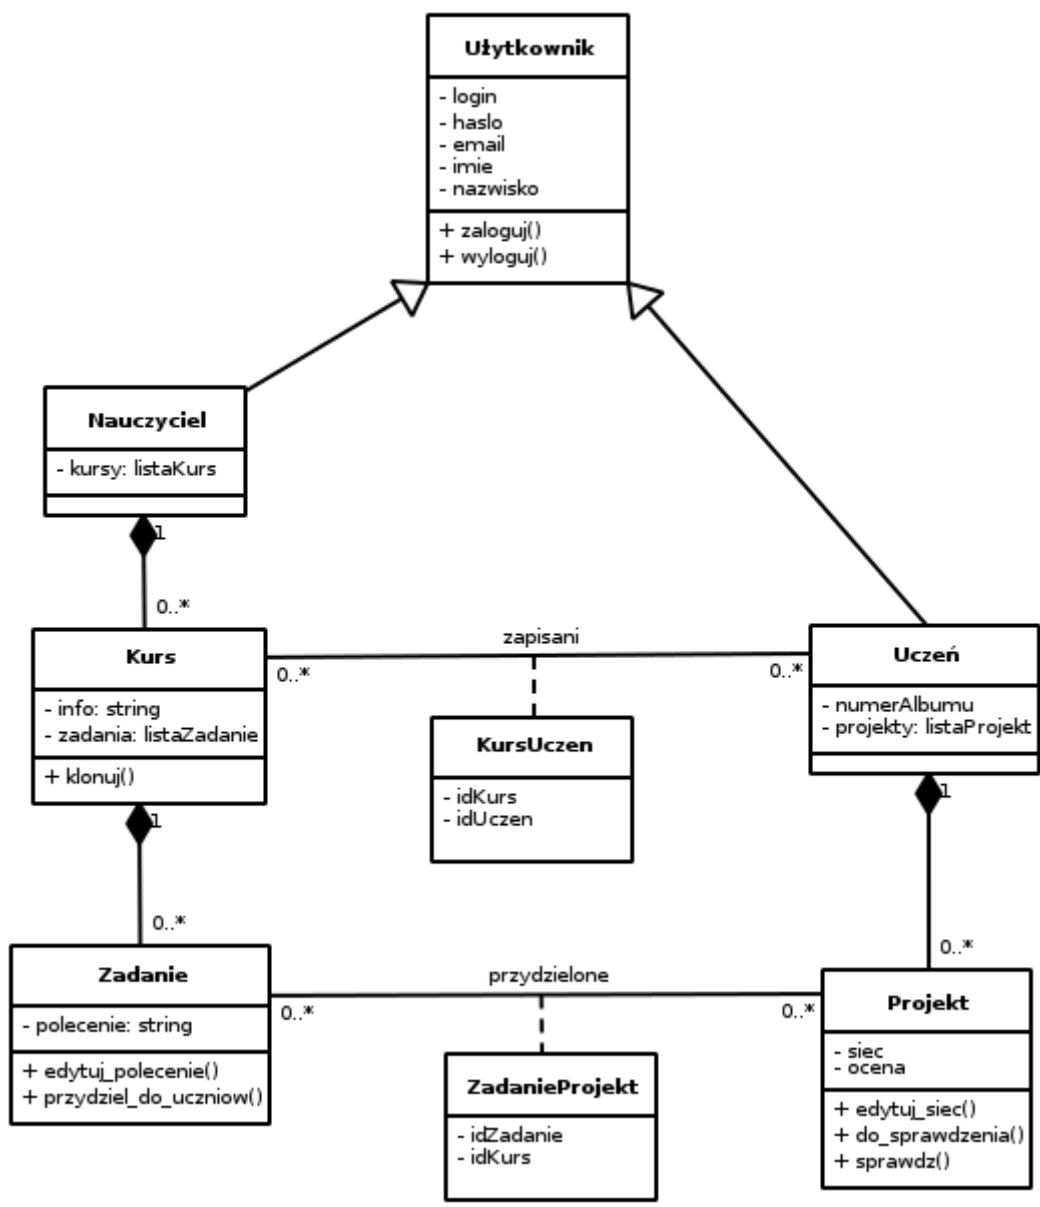 Użytkownik
- login
- haslo
- email
- imie
- nazwisko
+ zaloguj()
+ wyloguj()
Nauczyciel
- kursy: listaKurs
1
0..*
Kurs
- info: string
- zadania: listaZadanie
+ klonuj()
zapisani
0..*
0..*
Uczeń
- numerAlbumu
- projekty: listaProjekt
KursUczen
- idKurs
- idUczen
1
1
0..*
0..*
Zadanie
- polecenie: string
+ edytuj_polecenie()
+ przydziel_do_uczniow()
przydzielone
0..*
0..*
Projekt
- siec
- ocena
+ edytuj_siec()
+ do_sprawdzenia()
+ sprawdz()
ZadanieProjekt
- idZadanie
- idKurs